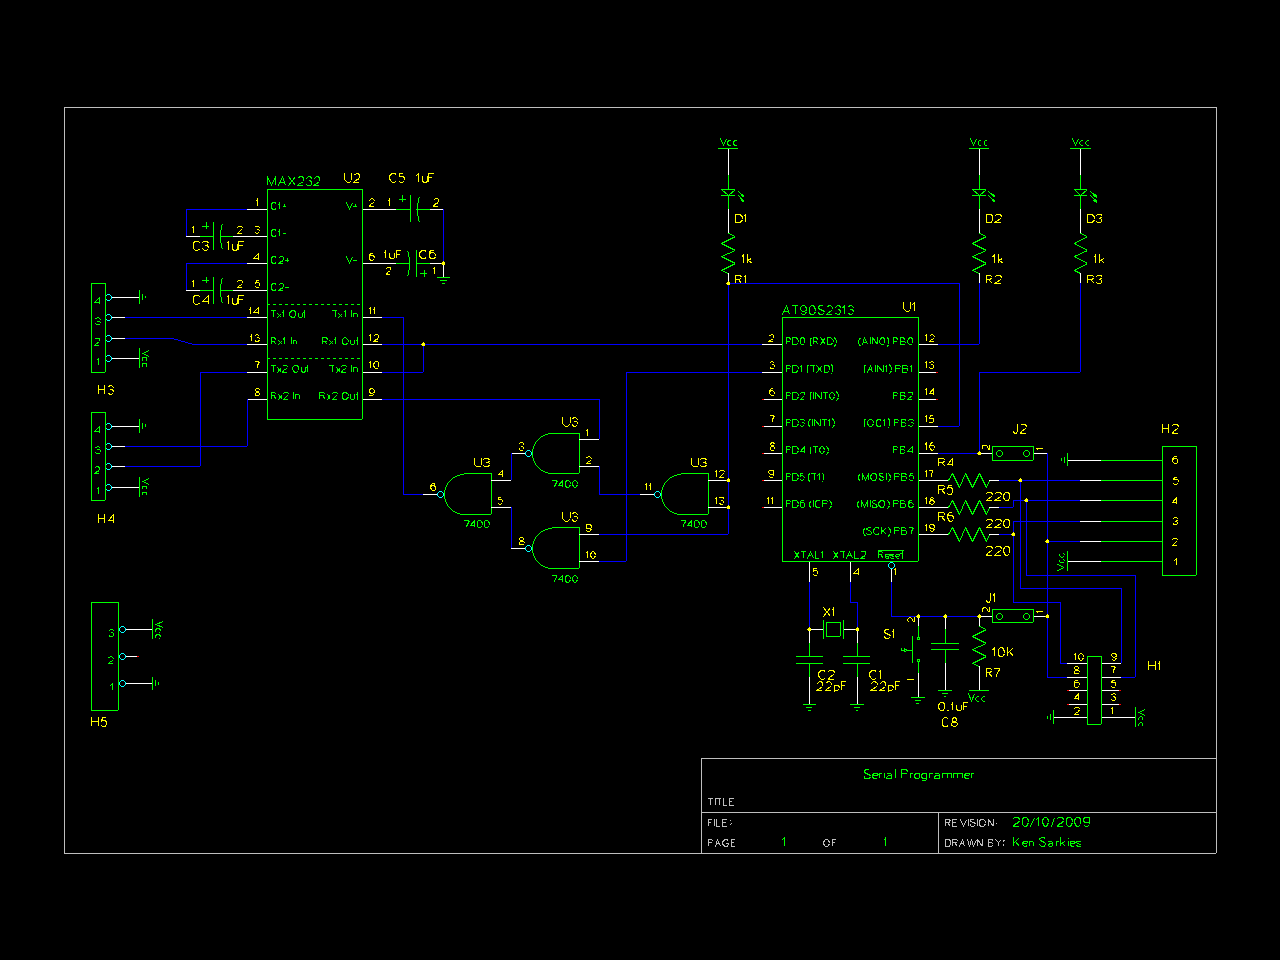 Vcc Vcc Vcc
MAX232 U2 C5 1uF
1 C1+ V+ 2 1 2
D1 D2 D3
1 2 3 C1-
C3 1uF
4 C2+ V- 6 1uF C6
2 1
1k 1k 1k
R1 R2 R3
1 2 5 C2-
C4 1uF
4
14 Tx1 Out Tx1 In 11
3
AT90S2313 U1
2 13 Rx1 In Rx1 Out 12
2 PD0 (RXD) (AIN0) PB0 12
1 Vcc
7 Tx2 Out Tx2 In 10
3 PD1 (TXD) (AIN1) PB1 13
H3
8 Rx2 In Rx2 Out 9
6 PD2 (INT0) PB2 14
4
7 PD3 (INT1) (OC1) PB3 15
U3 1
3 2
7400
J2
2 1
H2
3
8 PD4 (T0) PB4 16
2
U3 4
6 5
7400
U3 12
11 13
7400
9 PD5 (T1) (MOSI) PB5 17
R4
220
1 Vcc
H4
11 PD6 (ICP) (MISO) PB6 18
R5
220
U3 9
8 10
7400
(SCK) PB7 19
R6
220
6
5
4
3
2
Vcc 1
XTAL1 XTAL2 Reset
5 4 1
X1
S1 2
1
J1
2 1
3 Vcc
2
1
H5
C2
22pF
C1
22pF
10k
R7
Vcc
0.1uF
C8
10 9 H1
8 7
6 5
4 3
2 1 Vcc
Serial Programmer
TITLE
FILE: REVISION: 20/10/2009
PAGE 1 OF 1 DRAWN BY: Ken Sarkies